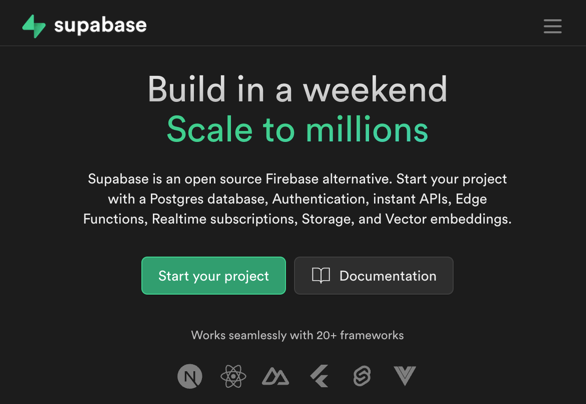 supabase
Build in a weekend
Scale to millions
Supabase is an open source Firebase alternative. Start your project
with a Postgres database, Authentication, instant APIs, Edge
Functions, Realtime subscriptions, Storage, and Vector embeddings.
Start your project
Documentation
Works seamlessly with 20+ frameworks
N